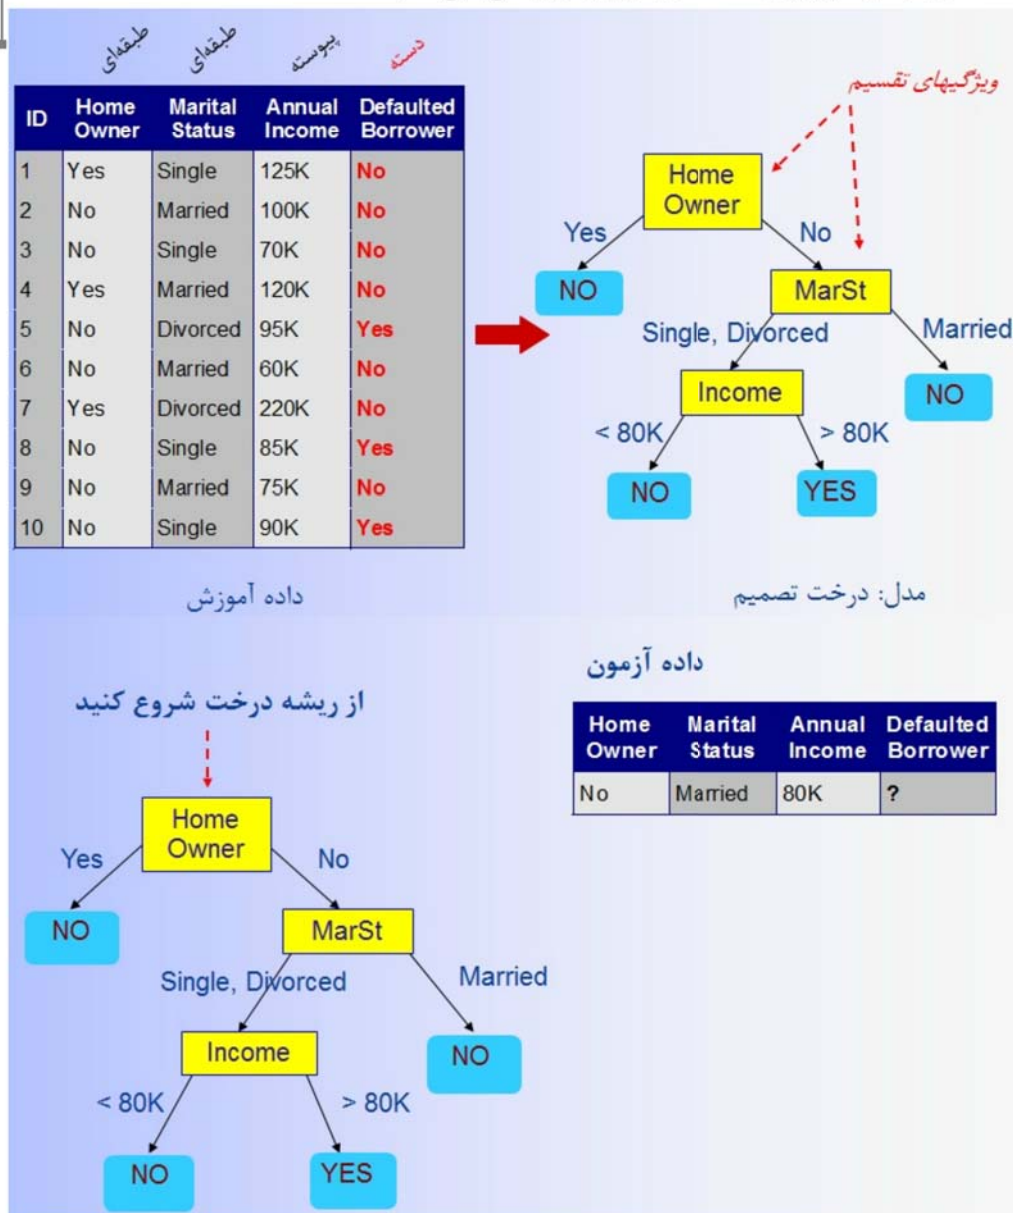 طبقه‌ای
طبقه‌ای
پیوسته
دسته
ID Home Owner Marital Status Annual Income Defaulted Borrower
1 Yes Single 125K No
2 No Married 100K No
3 No Single 70K No
4 Yes Married 120K No
5 No Divorced 95K Yes
6 No Married 60K No
7 Yes Divorced 220K No
8 No Single 85K Yes
9 No Married 75K No
10 No Single 90K Yes
داده آموزش
ویژگیهای تقسیم
Home
Owner
Yes
No
NO
MarSt
Single, Divorced
Married
Income
NO
< 80K
> 80K
NO
YES
مدل: درخت تصمیم
داده آزمون
Home Owner Marital Status Annual Income Defaulted Borrower
No Married 80K ?
از ریشه درخت شروع کنید
Home
Owner
Yes
No
NO
MarSt
Single, Divorced
Married
Income
NO
< 80K
> 80K
NO
YES